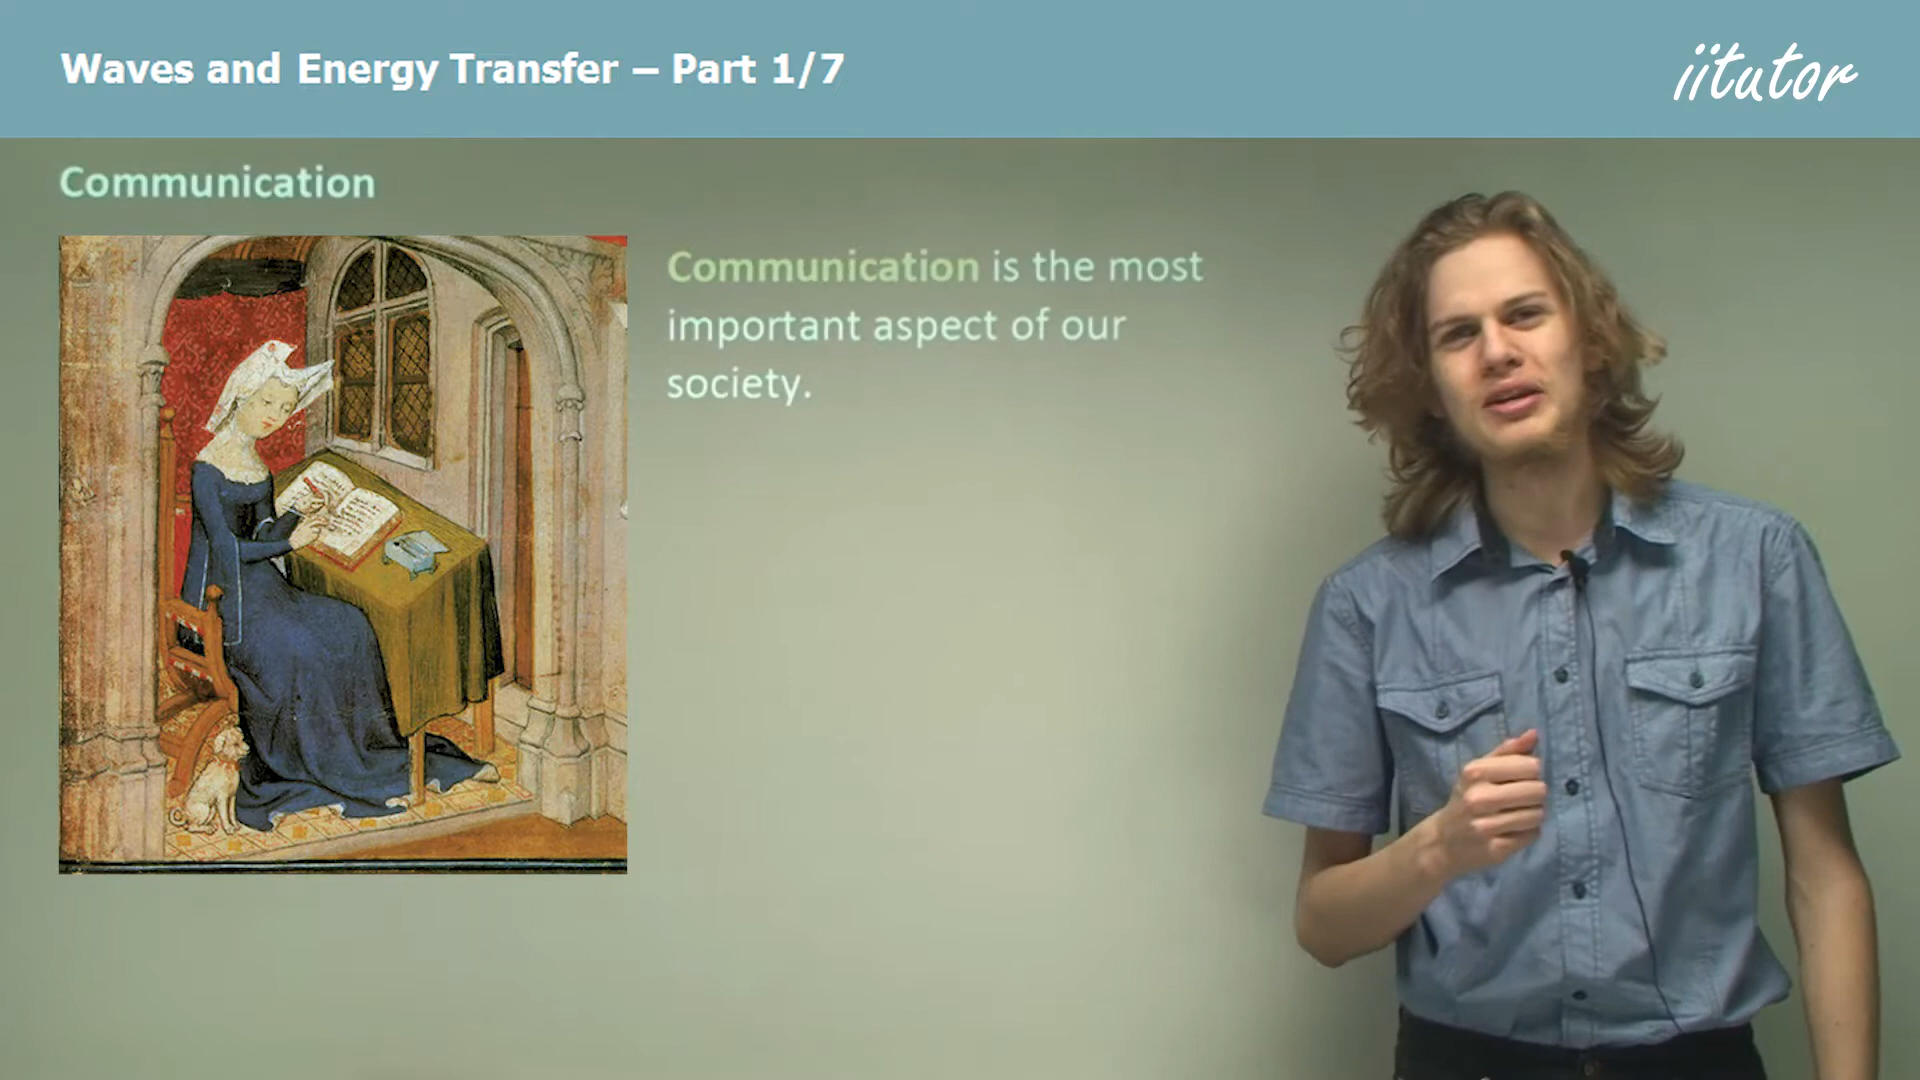 Waves and Energy Transfer – Part 1/7
iitutor
Communication
Communication is the most
important aspect of our
society.